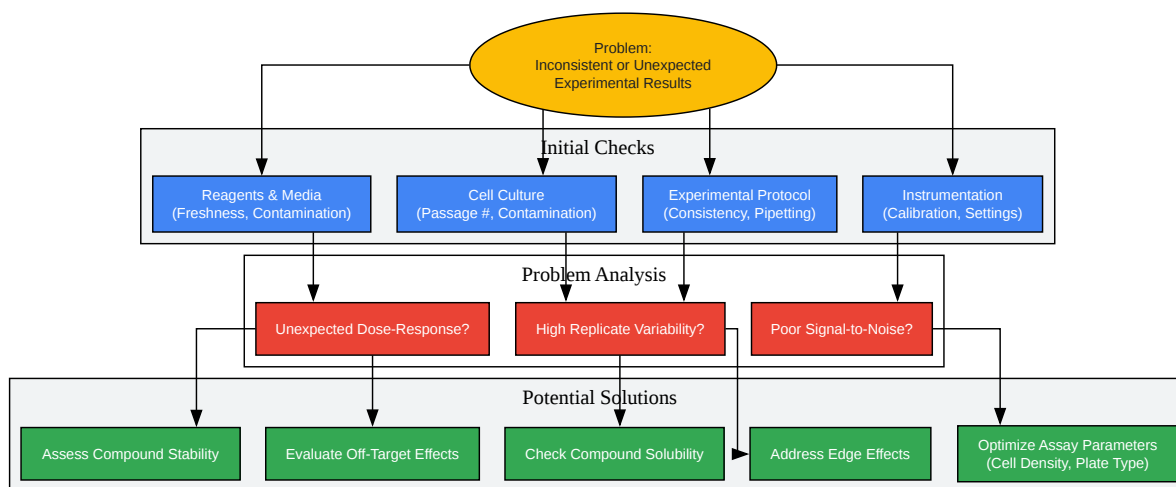 Problem:
Inconsistent or Unexpected
Experimental Results
Initial Checks
Reagents & Media
(Freshness, Contamination)
Cell Culture
(Passage #, Contamination)
Experimental Protocol
(Consistency, Pipetting)
Instrumentation
(Calibration, Settings)
Problem Analysis
Unexpected Dose-Response?
High Replicate Variability?
Poor Signal-to-Noise?
Potential Solutions
Assess Compound Stability
Evaluate Off-Target Effects
Check Compound Solubility
Address Edge Effects
Optimize Assay Parameters
(Cell Density, Plate Type)